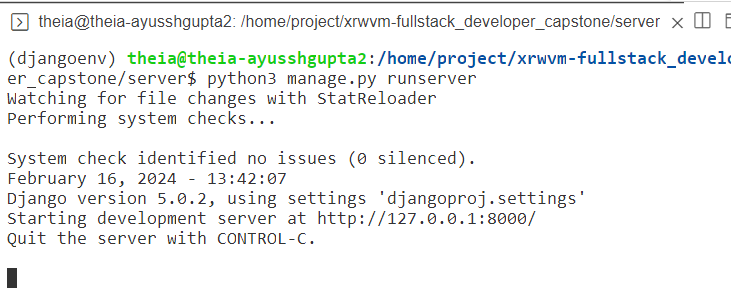 theia@theia-ayusshgupta2: /home/project/xrwvm-fullstack_developer_capstone/server
(djangoenv) theia@theia-ayusshgupta2:/home/project/xrwvm-fullstack_develo
er_capstone/server$ python3 manage.py runserver
Watching for file changes with StatReloader
Performing system checks...
System check identified no issues (0 silenced).
February 16, 2024 - 13:42:07
Django version 5.0.2, using settings 'djangoproj.settings'
Starting development server at http://127.0.0.1:8000/
Quit the server with CONTROL-C.